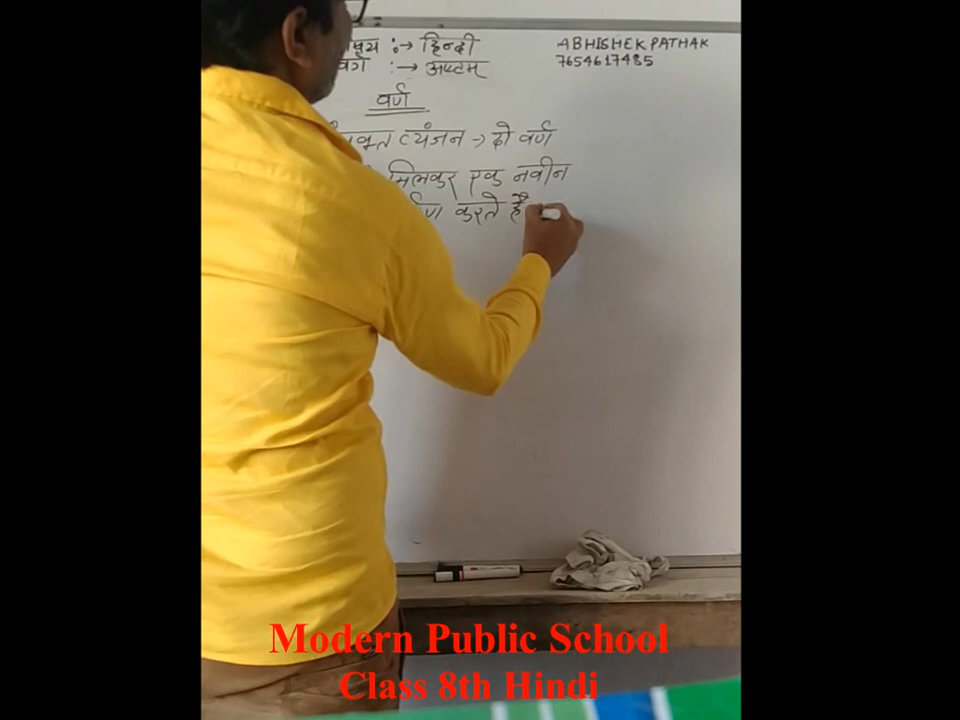 :→ हिन्दी
ABHISHEK PATHAK
:→ अष्टम्
7654617485
वर्ण
व्यंजन → दो वर्ण
मिलकर एक नवीन
करते है
Modern Public School
Class 8th Hindi